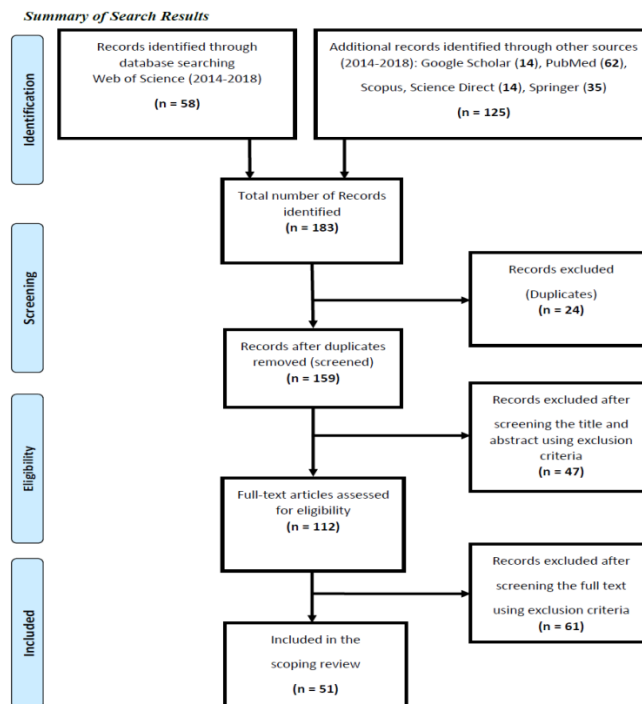 Summary of Search Results
Records identified through
database searching
Web of Science (2014-2018)
(n = 58)
Additional records identified through other sources
(2014-2018): Google Scholar (14), PubMed (62),
Scopus, Science Direct (14), Springer (35)
(n = 125)
Identification
Total number of Records
identified
(n = 183)
Screening
Records excluded
(Duplicates)
(n = 24)
Records after duplicates
removed (screened)
(n = 159)
Eligibility
Records excluded after
screening the title and
abstract using exclusion
criteria
(n = 47)
Full-text articles assessed
for eligibility
(n = 112)
Included
Records excluded after
screening the full text
using exclusion criteria
(n = 61)
Included in the
scoping review
(n = 51)